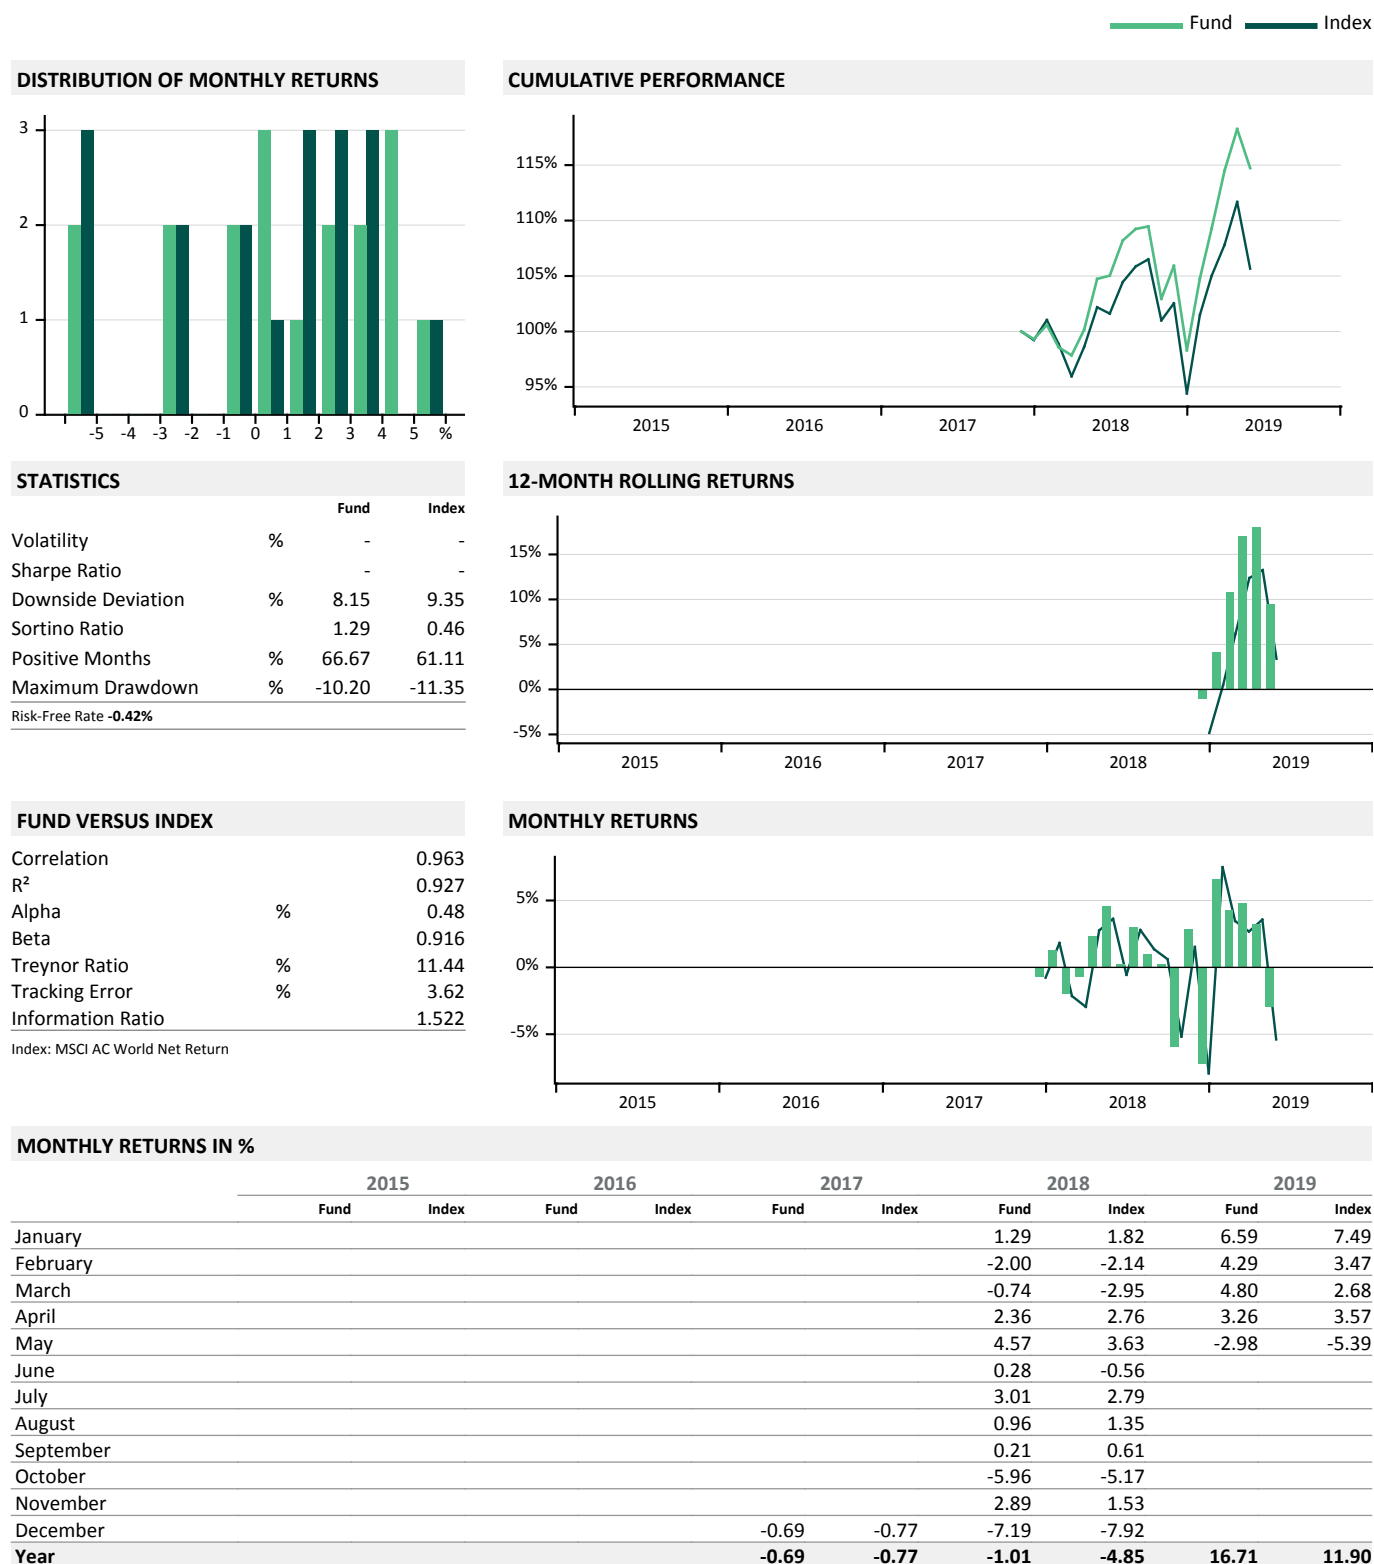 Fund Index
DISTRIBUTION OF MONTHLY RETURNS
3
2
1
0
-5 -4 -3 -2 -1 0 1 2 3 4 5 %
CUMULATIVE PERFORMANCE
115%
110%
105%
100%
95%
2015 2016 2017 2018 2019
STATISTICS
Fund Index
Volatility % - -
Sharpe Ratio - -
Downside Deviation % 8.15 9.35
Sortino Ratio 1.29 0.46
Positive Months % 66.67 61.11
Maximum Drawdown % -10.20 -11.35
Risk-Free Rate -0.42%
12-MONTH ROLLING RETURNS
15%
10%
5%
0%
-5%
2015 2016 2017 2018 2019
FUND VERSUS INDEX
Correlation 0.963
R² 0.927
Alpha % 0.48
Beta 0.916
Treynor Ratio % 11.44
Tracking Error % 3.62
Information Ratio 1.522
Index: MSCI AC World Net Return
MONTHLY RETURNS
5%
0%
-5%
2015 2016 2017 2018 2019
MONTHLY RETURNS IN %
2015 2016 2017 2018 2019
Fund Index Fund Index Fund Index Fund Index Fund Index
January 1.29 1.82 6.59 7.49
February -2.00 -2.14 4.29 3.47
March -0.74 -2.95 4.80 2.68
April 2.36 2.76 3.26 3.57
May 4.57 3.63 -2.98 -5.39
June 0.28 -0.56
July 3.01 2.79
August 0.96 1.35
September 0.21 0.61
October -5.96 -5.17
November 2.89 1.53
December -0.69 -0.77 -7.19 -7.92
Year -0.69 -0.77 -1.01 -4.85 16.71 11.90